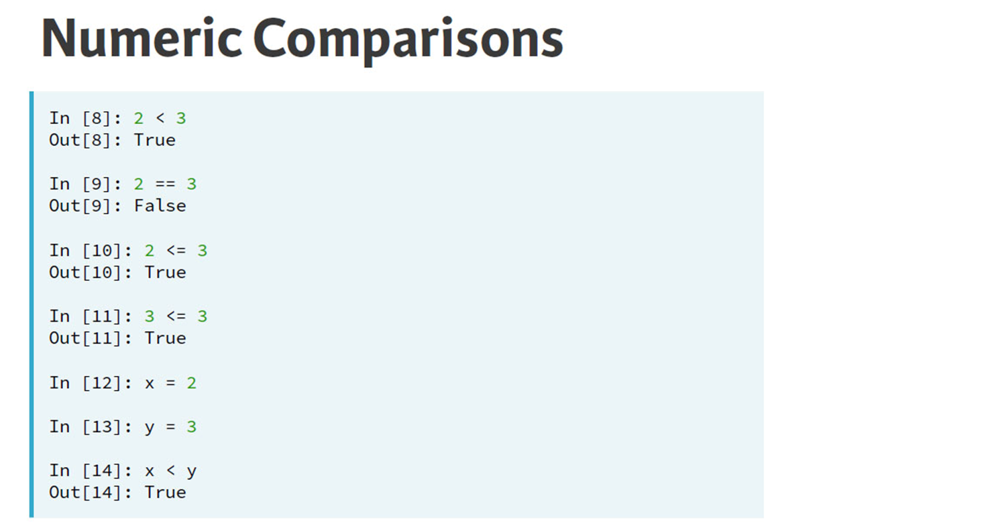 Numeric Comparisons
In [8]: 2 < 3
Out[8]: True
In [9]: 2 == 3
Out[9]: False
In [10]: 2 <= 3
Out[10]: True
In [11]: 3 <= 3
Out[11]: True
In [12]: x = 2
In [13]: y = 3
In [14]: x < y
Out[14]: True